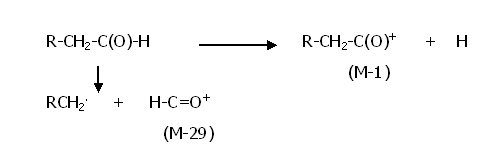 R-CH₂-C(O)-H R-CH₂-C(O)⁺ + H
(M-1)
RCH₂· + H-C=O⁺
(M-29)